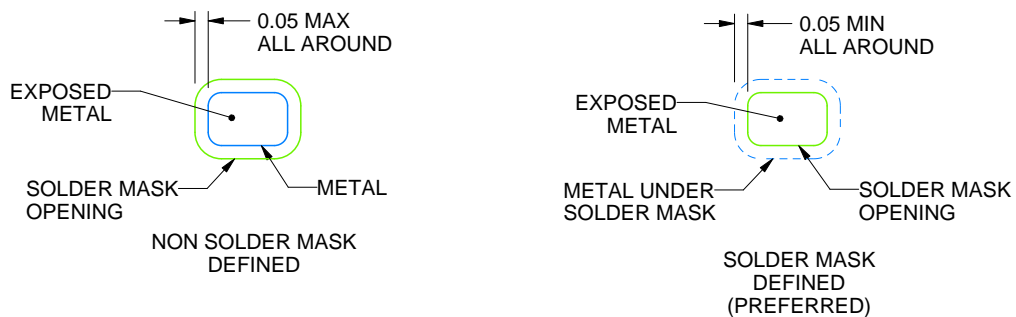 0.05 MAX
ALL AROUND
EXPOSED
METAL
SOLDER MASK
OPENING
METAL
NON SOLDER MASK
DEFINED
0.05 MIN
ALL AROUND
EXPOSED
METAL
METAL UNDER
SOLDER MASK
SOLDER MASK
OPENING
SOLDER MASK
DEFINED
(PREFERRED)